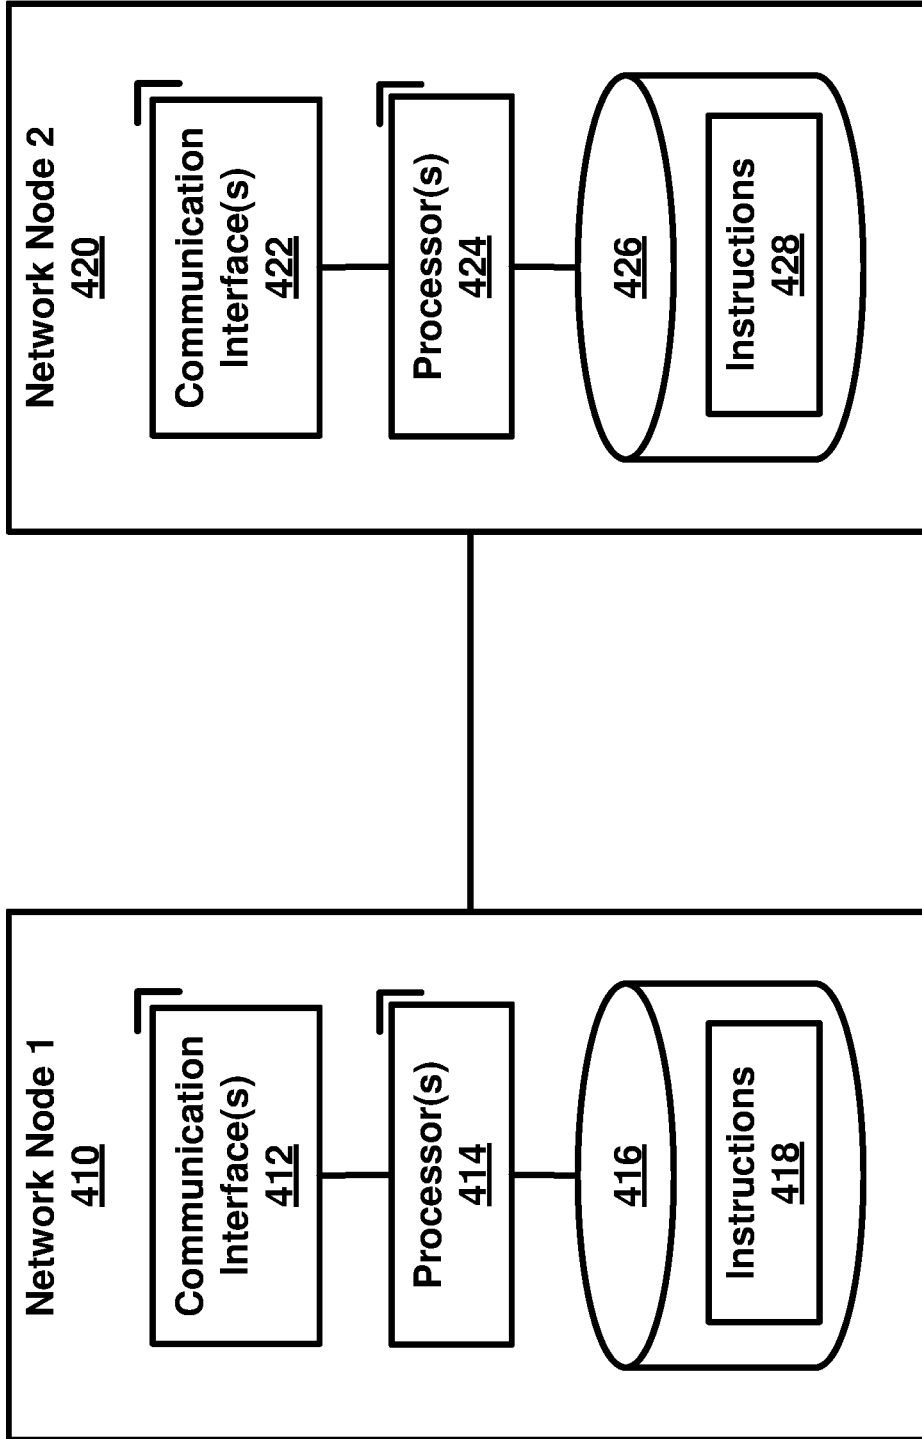 Network Node 1
410
Communication
Interface(s)
412
Processor(s)
414
416
Instructions
418
Network Node 2
420
Communication
Interface(s)
422
Processor(s)
424
426
Instructions
428